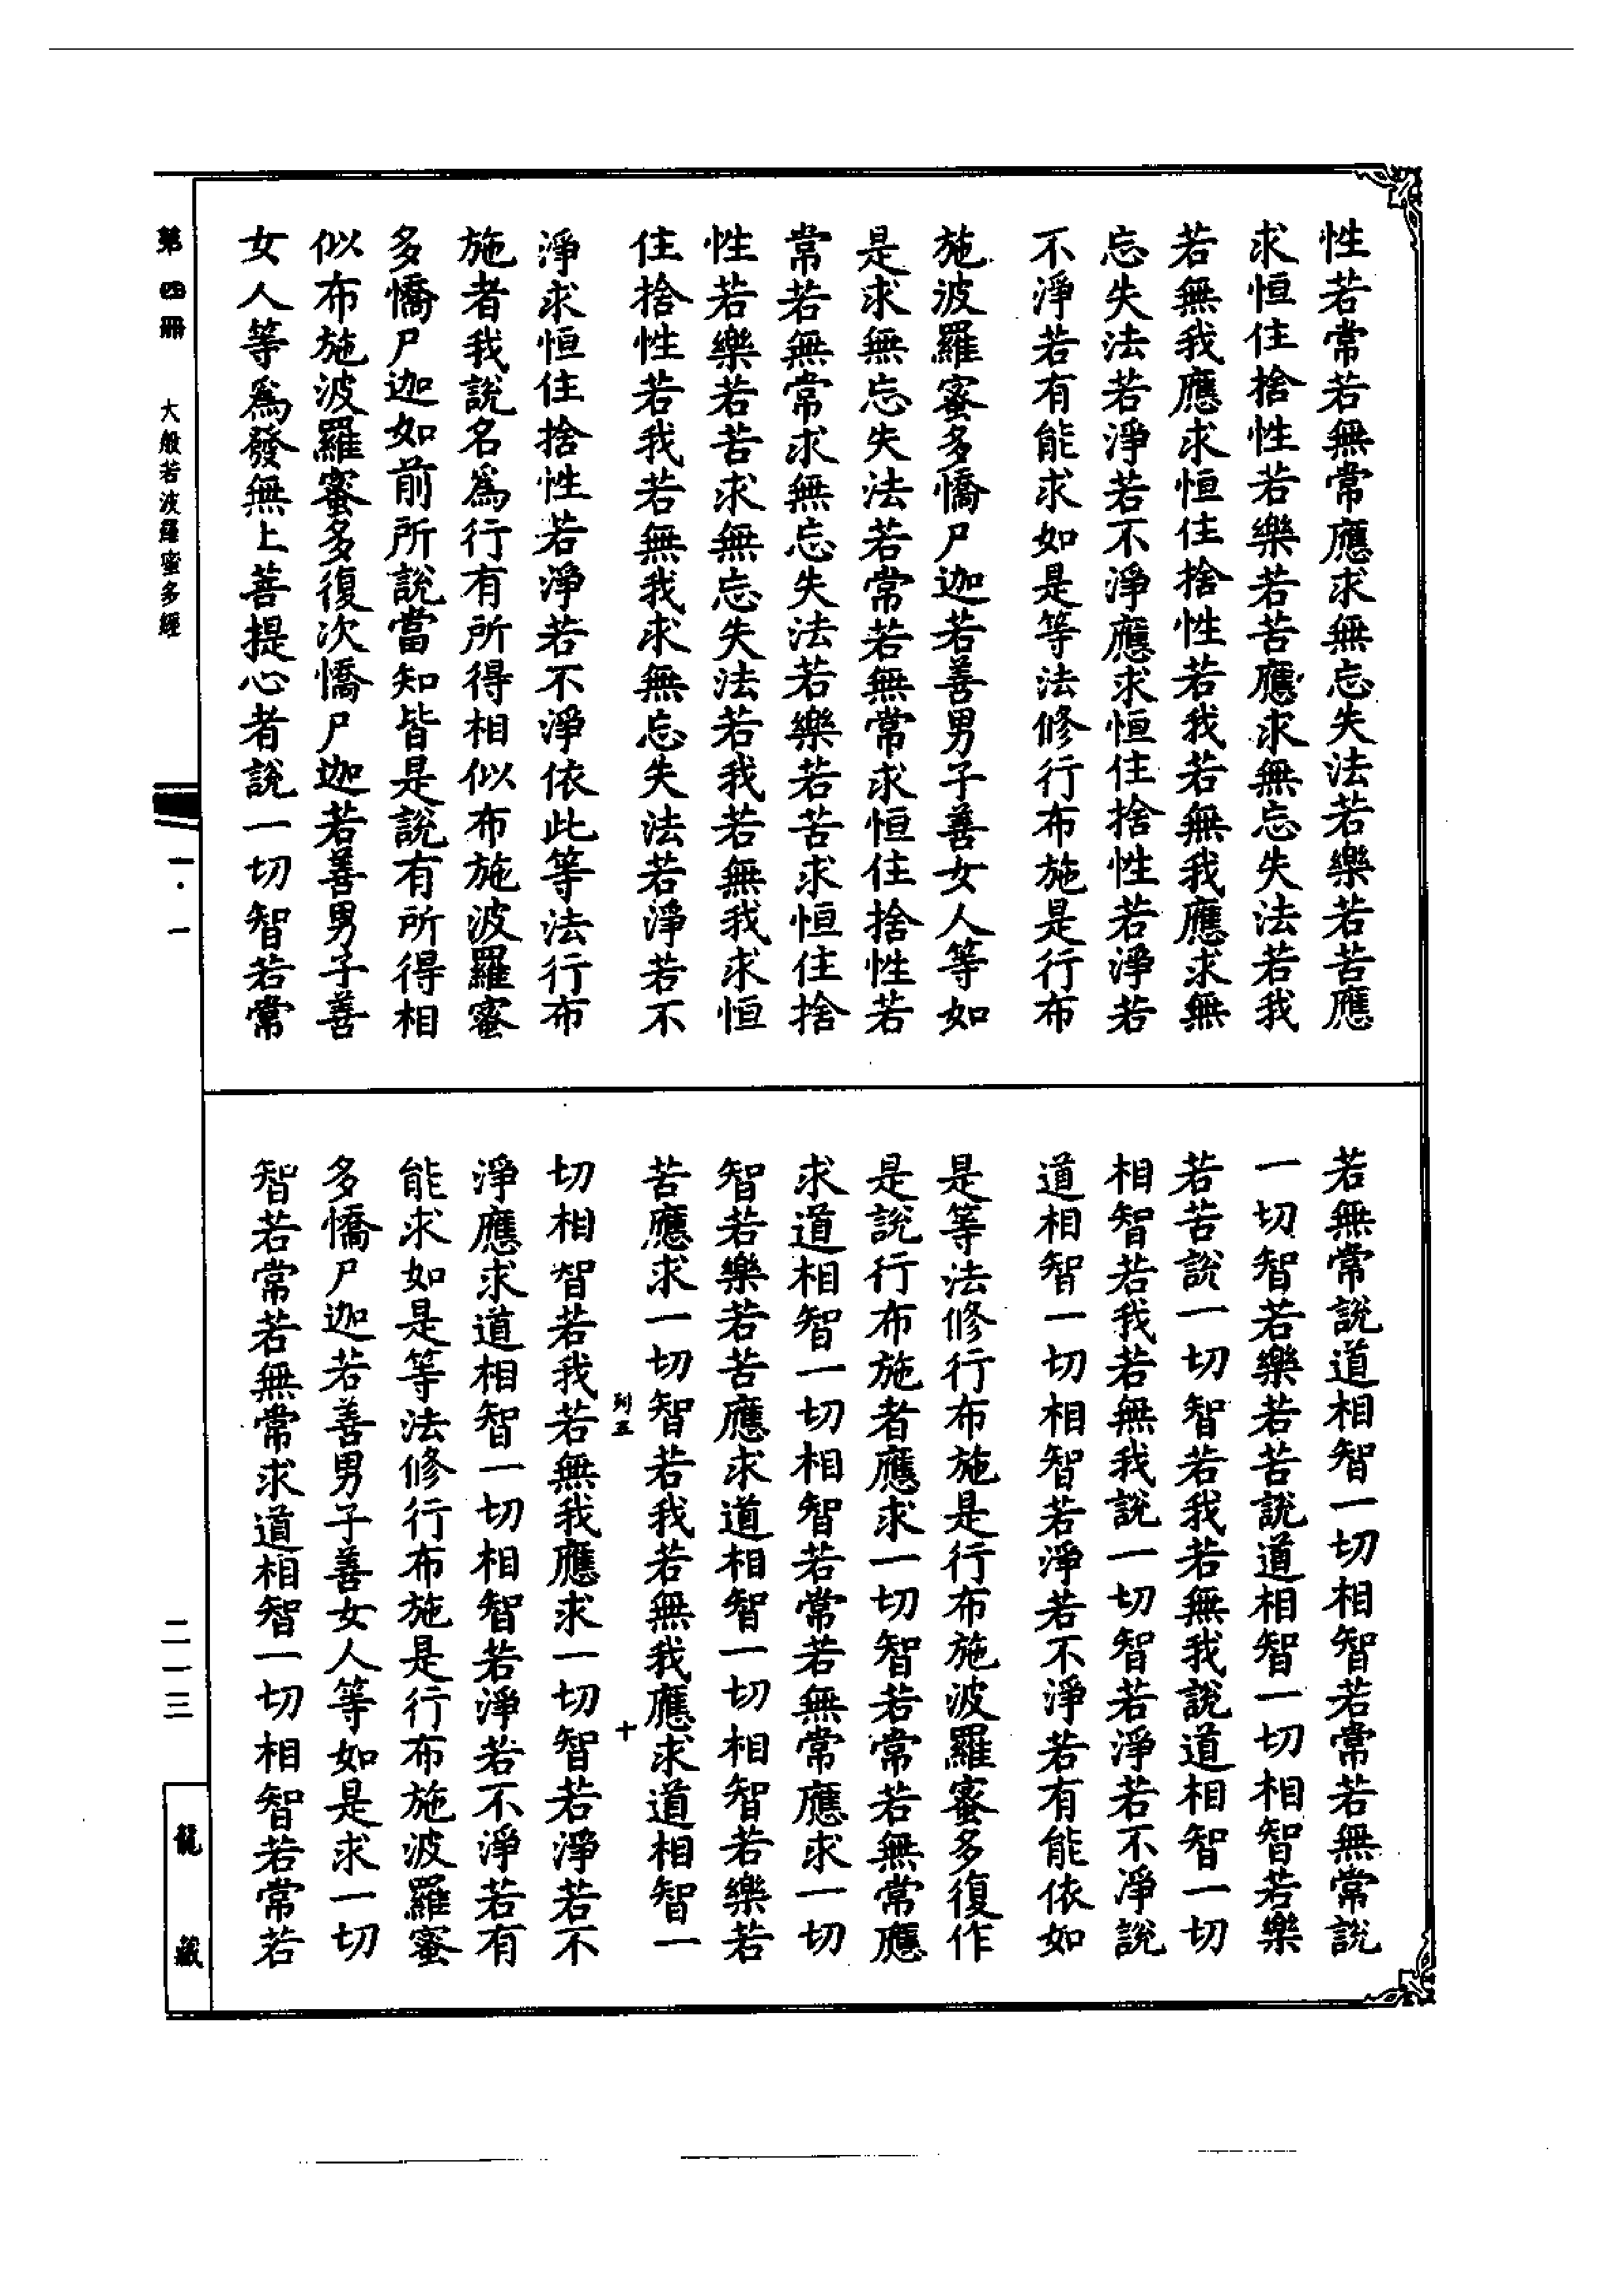 性若常若無常應求無忘失法若樂若苦應
求恒住捨性若樂若苦應求無忘失法若我
若無我應求恒住捨性若我若無我應求無
忘失法若淨若不淨應求恒住捨性若淨若
不淨若有能求如是等法修行布施是行布
施波羅蜜多憍尸迦若善男子善女人等如
是求無忘失法若常若無常求恒住捨性若
常若無常求無忘失法若樂若苦求恒住捨
性若樂若苦求無忘失法若我若無我求恒
住捨性若我若無我求無忘失法若淨若不
淨求恒住捨性若淨若不淨依此等法行布
施者我說名爲行有所得相似布施波羅蜜
多憍尸迦如前所說當知皆是說有所得相
似布施波羅蜜多復次憍尸迦若善男子善
女人等爲發無上菩提心者說一切智若常
若無常說道相智一切相智若常若無常說
一切智若樂若苦說道相智一切相智若樂
若苦說一切智若我若無我說道相智一切
相智若我若無我說一切智若淨若不淨說
道相智一切相智若淨若不淨若有能依如
是等法修行布施是行布施波羅蜜多復作
是說行布施者應求一切智若常若無常應
求道相智一切相智若常若無常應求一切
智若樂若苦應求道相智一切相智若樂若
苦應求一切智若我若無我應求道相智一
列五 十
切相智若我若無我應求一切智若淨若不
淨應求道相智一切相智若淨若不淨若有
能求如是等法修行布施是行布施波羅蜜
多憍尸迦若善男子善女人等如是求一切
智若常若無常求道相智一切相智若常若
第四冊 大般若波羅蜜多經
一·一
二一三
龍藏